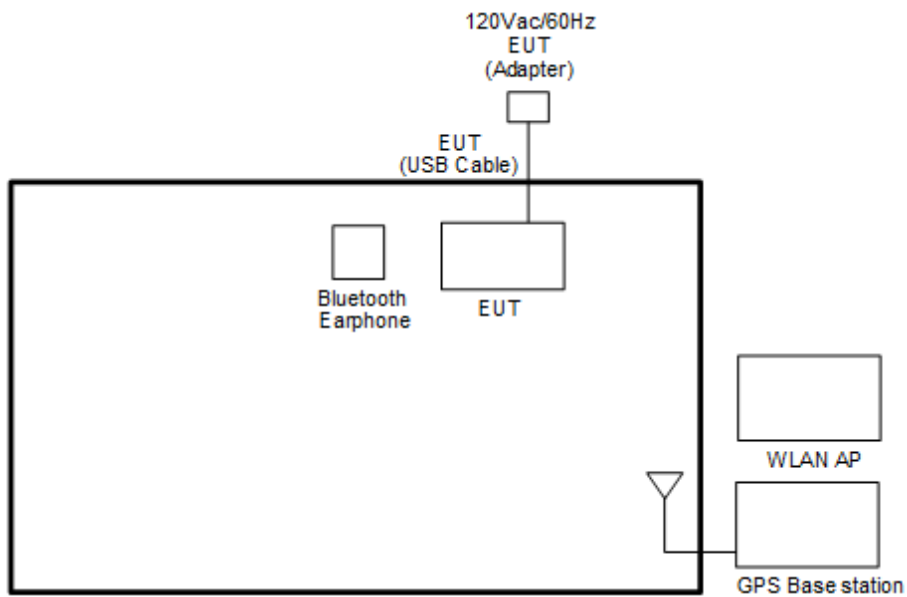 120Vac/60Hz
EUT
(Adapter)
EUT
(USB Cable)
Bluetooth
Earphone
EUT
WLAN AP
GPS Base station